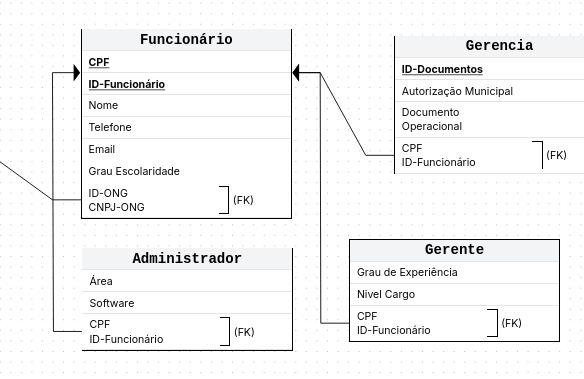 Funcionário
CPF
ID-Funcionário
Nome
Telefone
Email
Grau Escolaridade
ID-ONG
CNPJ-ONG
(FK)
Gerencia
ID-Documentos
Autorização Municipal
Documento
Operacional
CPF
ID-Funcionário
(FK)
Administrador
Área
Software
CPF
ID-Funcionário
(FK)
Gerente
Grau de Experiência
Nivel Cargo
CPF
ID-Funcionário
(FK)